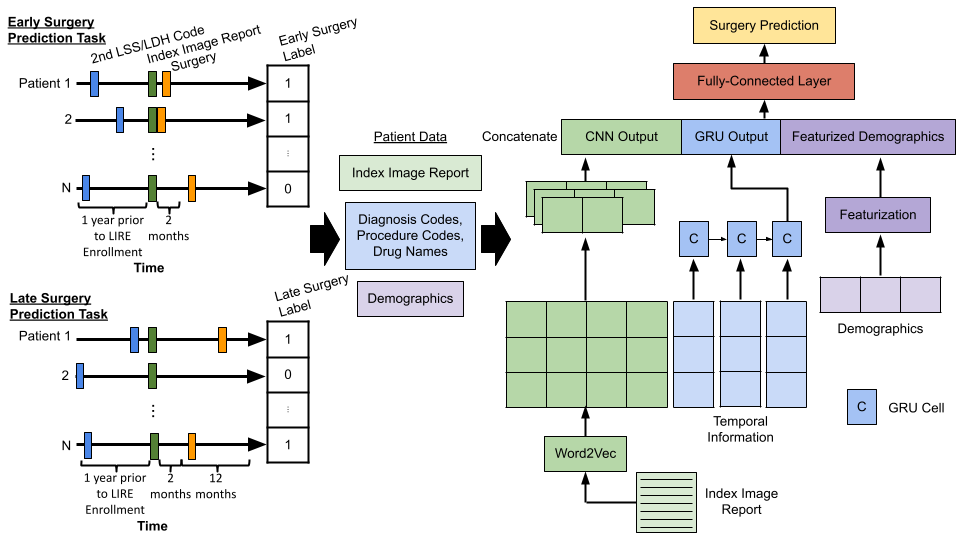 Early Surgery
Prediction Task
2nd LSS/LDH Code
Index Image Report
Surgery
Early Surgery
Label
Patient 1
1
2
1
⋮
⋮
N
0
1 year prior
to LIRE
Enrollment
2
months
Time
Late Surgery
Prediction Task
Late Surgery
Label
Patient 1
1
2
0
⋮
⋮
N
1
1 year prior
to LIRE
Enrollment
2
months
12
months
Time
Patient Data
Index Image Report
Diagnosis Codes,
Procedure Codes,
Drug Names
Demographics
Surgery Prediction
Fully-Connected Layer
Concatenate
CNN Output
GRU Output
Featurized Demographics
C
C
C
Featurization
Demographics
Temporal
Information
C
GRU Cell
Word2Vec
Index Image
Report